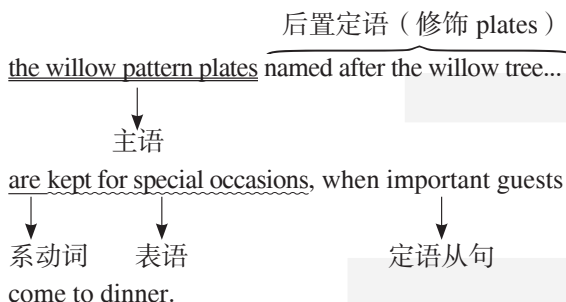 后置定语（修饰 plates）
the willow pattern plates named after the willow tree...
主语
are kept for special occasions, when important guests
系动词 表语 定语从句
come to dinner.